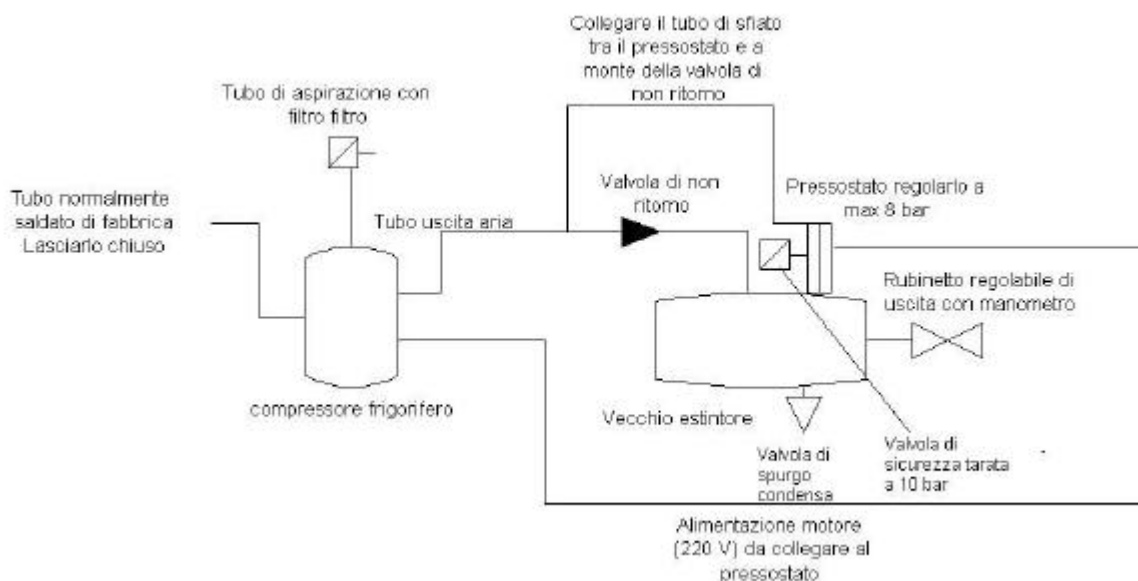 Collegare il tubo di sfiato
tra il pressostato e a
monte della valvola di
non ritorno
Tubo di aspirazione con
filtro filtro
Tubo normalmente
saldato di fabbrica
Lasciarlo chiuso
Tubo uscita aria
Valvola di non
ritorno
Pressostato regolarlo a
max 8 bar
Rubinetto regolabile di
uscita con manometro
compressore frigorifero
Vecchio estintore
Valvola di
spurgo
condensa
Valvola di
sicurezza tarata
a 10 bar
Alimentazione motore
(220 V) da collegare al
pressostato